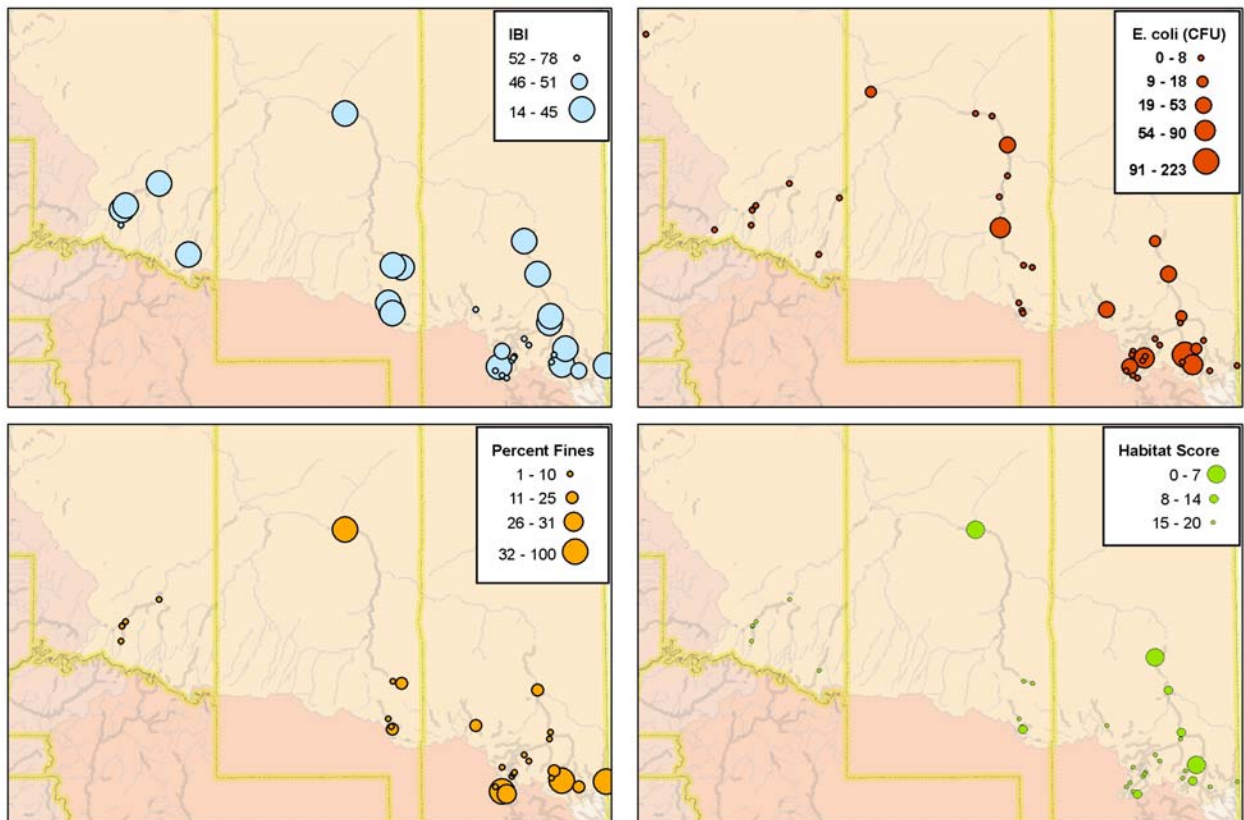 IBI
52 - 78
46 - 51
14 - 45
E. coli (CFU)
0 - 8
9 - 18
19 - 53
54 - 90
91 - 223
Percent Fines
1 - 10
11 - 25
26 - 31
32 - 100
Habitat Score
0 - 7
8 - 14
15 - 20